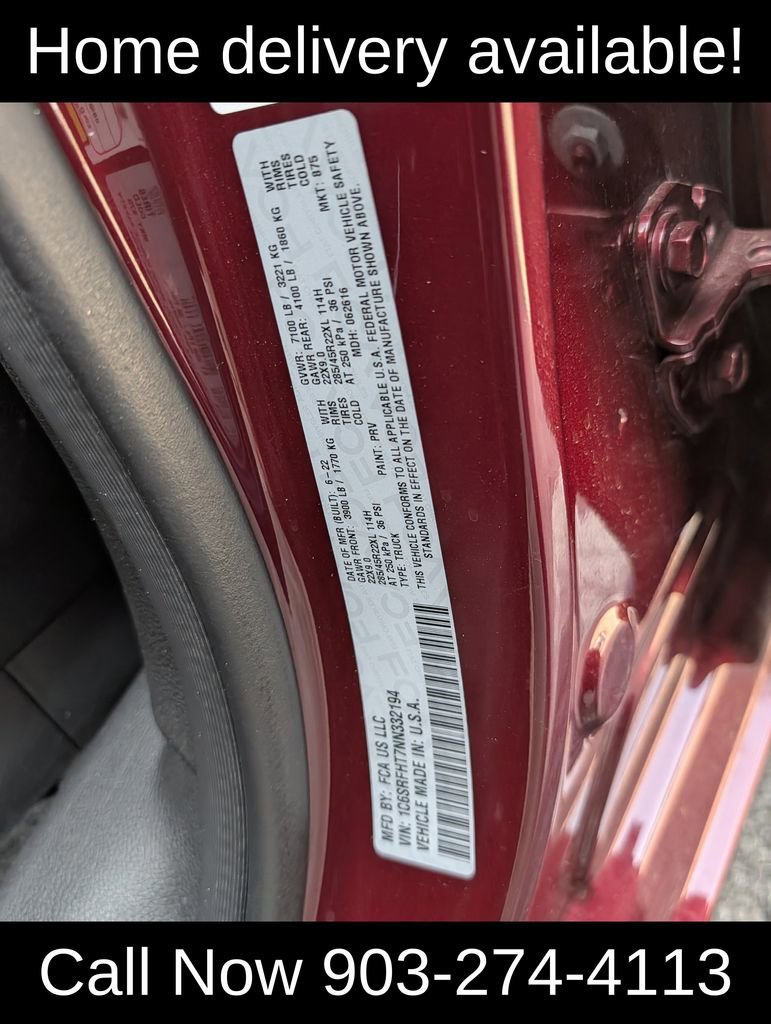 Home delivery available!
MFD BY: FCA US LLC
VIN: 1C6SRFHT7NN332194
VEHICLE MADE IN: U.S.A.
DATE OF MFR (BUILT): 6-22 GVWR: 7100 LB / 3221 KG
GAWR FRONT: 3900 LB / 1770 KG WITH GAWR REAR: 4100 LB / 1860 KG WITH
22X9.0 RIMS 22X9.0 RIMS
285/45R22XL 114H TIRES 285/45R22XL 114H TIRES
AT 250 kPa / 36 PSI COLD AT 250 kPa / 36 PSI COLD
TYPE: TRUCK PAINT: PRV MDH: 062616 MKT: 875
THIS VEHICLE CONFORMS TO ALL APPLICABLE U.S.A. FEDERAL MOTOR VEHICLE SAFETY
STANDARDS IN EFFECT ON THE DATE OF MANUFACTURE SHOWN ABOVE.
Call Now 903-274-4113